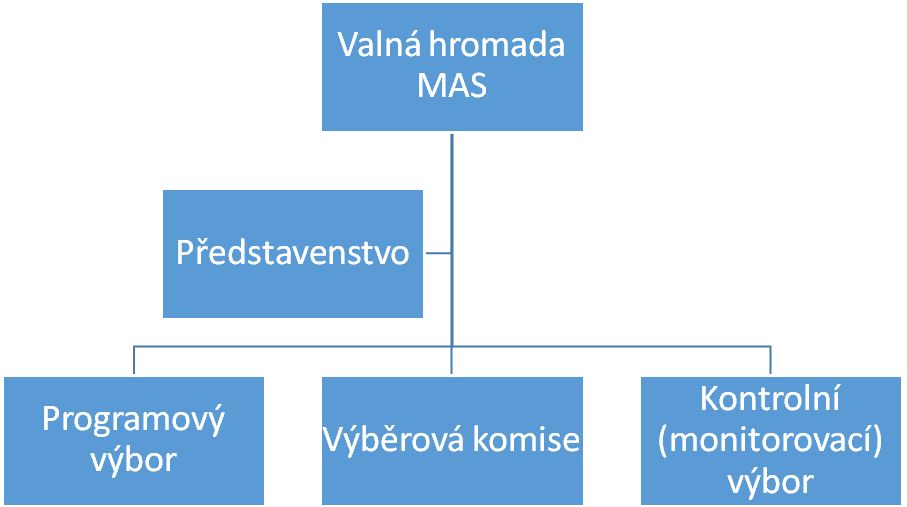 Valná hromada
MAS
Představenstvo
Programový
výbor
Výběrová komise
Kontrolní
(monitorovací)
výbor